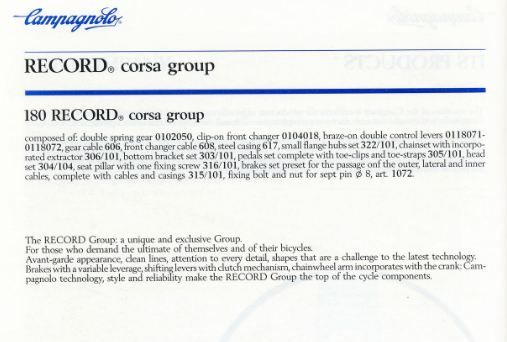 Campagnolo
RECORD® corsa group
180 RECORD® corsa group
composed of: double spring gear 0102050, clip-on front changer 0104018, braze-on double control levers 0118071-
0118072, gear cable 606, front changer cable 608, steel casing 617, small flange hubs set 322/101, chainset with incorpo-
rated extractor 306/101, bottom bracket set 303/101, pedals set complete with toe-clips and toe-straps 305/101, head
set 304/104, seat pillar with one fixing screw 316/101, brakes set preset for the passage onf the outer, lateral and inner
cables, complete with cables and casings 315/101, fixing bolt and nut for sept pin Ø 8, art. 1072.
The RECORD Group: a unique and exclusive Group.
For those who demand the ultimate of themselves and of their bicycles.
Avant-garde appearance, clean lines, attention to every detail, shapes that are a challenge to the latest technology.
Brakes with a variable leverage, shifting levers with clutch mechanism, chainwheel arm incorporates with the crank: Cam-
pagnolo technology, style and reliability make the RECORD Group the top of the cycle components.